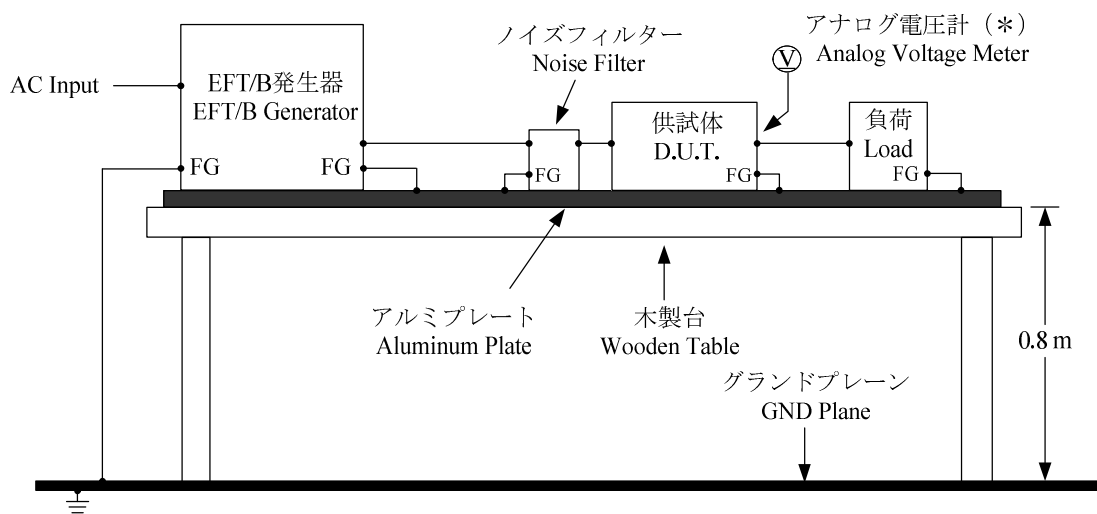 AC Input
EFT/B発生器
EFT/B Generator
FG
FG
ノイズフィルター
Noise Filter
FG
供試体
D.U.T.
FG
アナログ電圧計（＊）
Analog Voltage Meter
V
負荷
Load
FG
アルミプレート
Aluminum Plate
木製台
Wooden Table
0.8 m
グランドプレーン
GND Plane